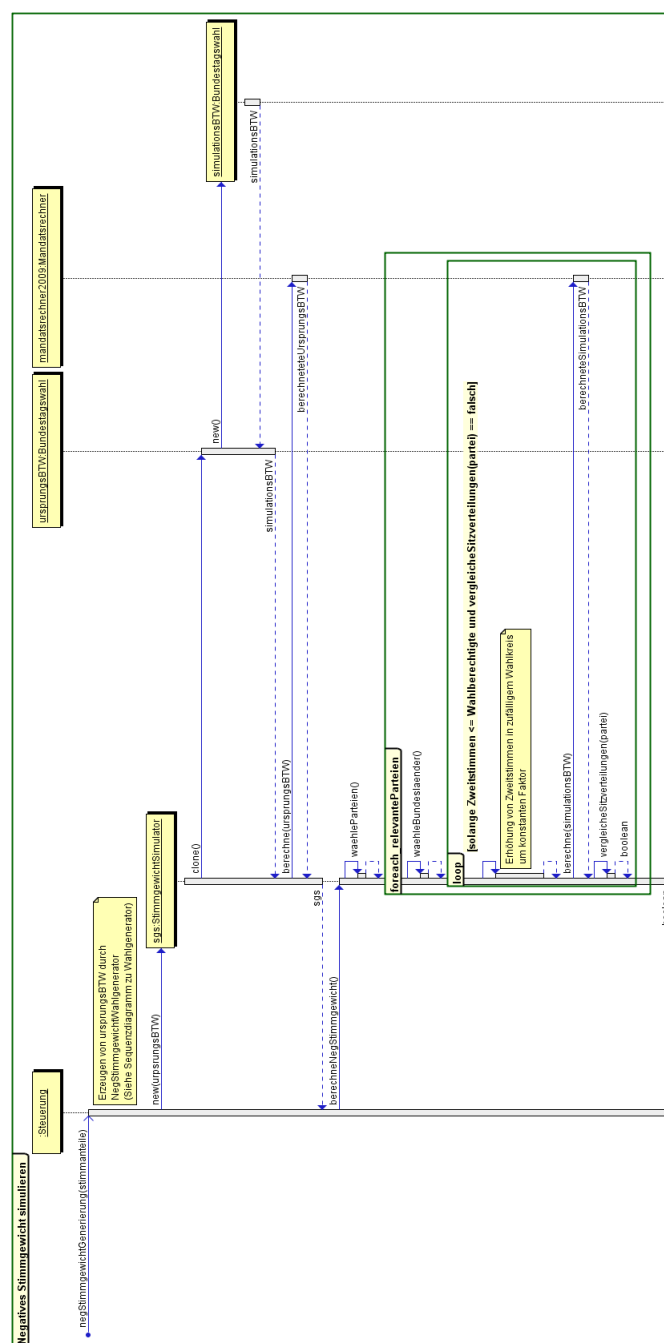 Negatives Stimmgewicht simulieren
:Steuerung
ursprungsBTW:Bundestagswahl
mandatsrechner2009:Mandatsrechner
negStimmgewichtGenerierung(stimmanteile)
Erzeugen von ursprungsBTW durch
NegStimmgewichtWahlgenerator
(Siehe Sequenzdiagramm zu Wahlgenerator)
new(urpsrungsBTW)
sgs:StimmgewichtSimulator
clone()
new()
simulationsBTW:Bundestagswahl
simulationsBTW
simulationsBTW
berechne(ursprungsBTW)
berechneteteUrsprungsBTW
sgs
berechneNegStimmgewicht()
waehleParteien()
foreach relevanteParteien
waehleBundeslaender()
loop
[solange Zweitstimmen <= Wahlberechtigte und vergleicheSitzverteilungen(partei) == falsch]
Erhöhung von Zweitstimmen in zufälligem Wahlkreis
um konstanten Faktor
berechne(simulationsBTW)
berechneteSimulationsBTW
vergleicheSitzverteilungen(partei)
boolean